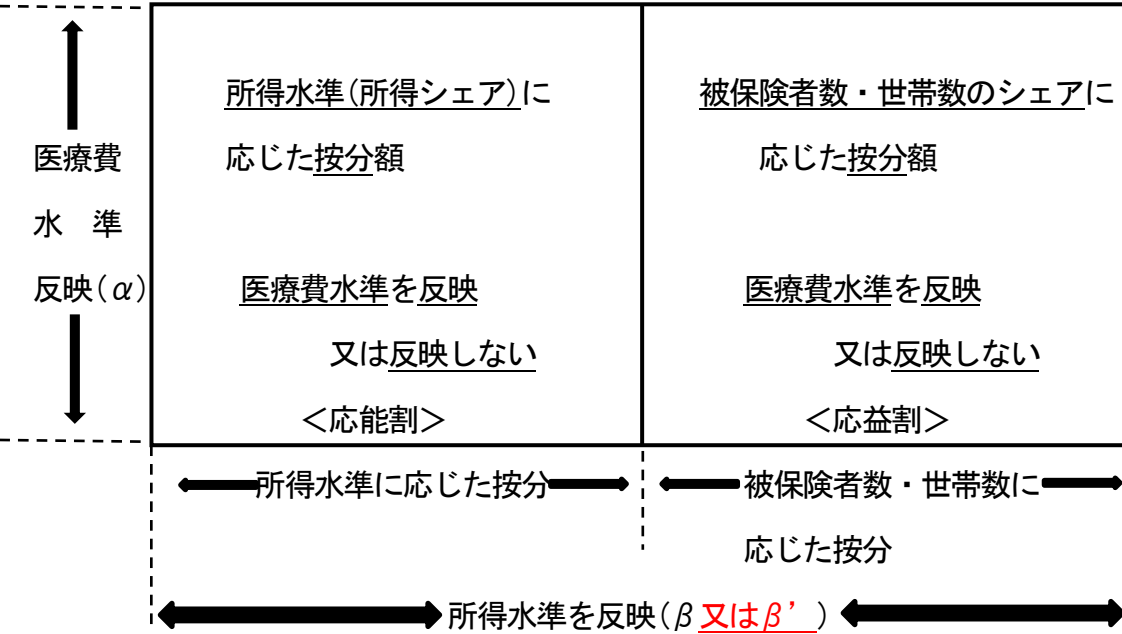 医療費
水　準
反映(α)
所得水準(所得シェア)に
応じた按分額
医療費水準を反映
又は反映しない
＜応能割＞
被保険者数・世帯数のシェアに
応じた按分額
医療費水準を反映
又は反映しない
＜応益割＞
所得水準に応じた按分
被保険者数・世帯数に
応じた按分
所得水準を反映(β又はβ’)